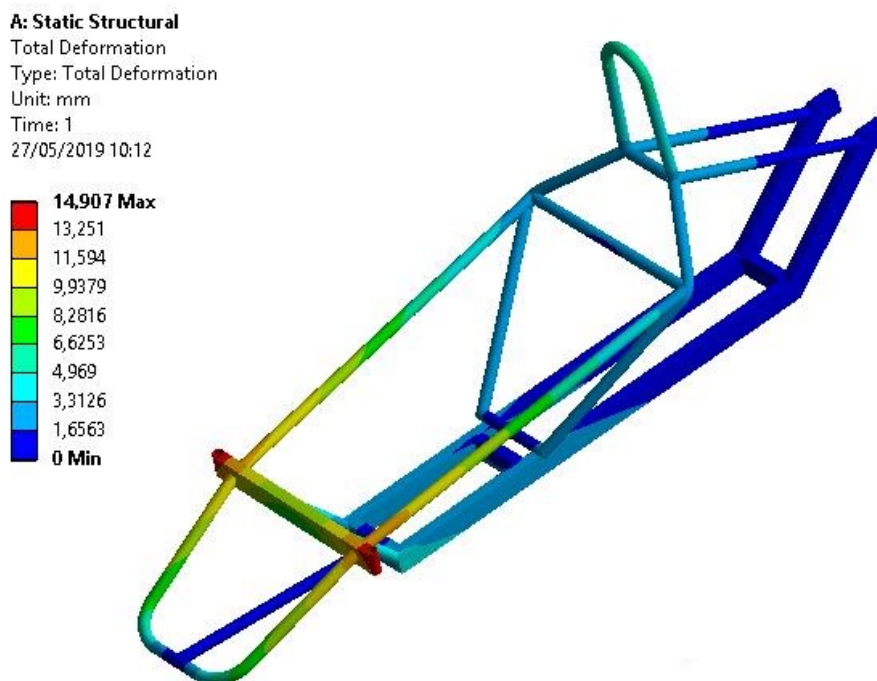 A: Static Structural
Total Deformation
Type: Total Deformation
Unit: mm
Time: 1
27/05/2019 10:12
14,907 Max
13,251
11,594
9,9379
8,2816
6,6253
4,969
3,3126
1,6563
0 Min